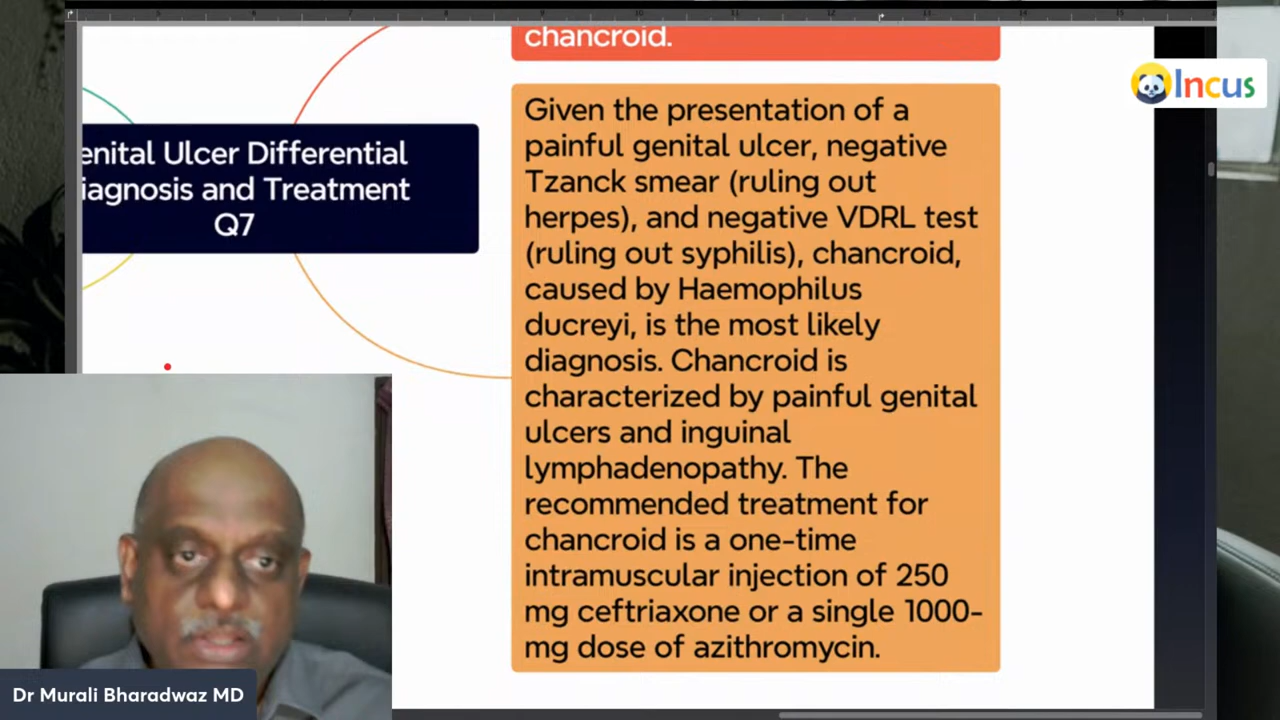 chancroid.
Incus
enital Ulcer Differential
iagnosis and Treatment
Q7
Given the presentation of a
painful genital ulcer, negative
Tzanck smear (ruling out
herpes), and negative VDRL test
(ruling out syphilis), chancroid,
caused by Haemophilus
ducreyi, is the most likely
diagnosis. Chancroid is
characterized by painful genital
ulcers and inguinal
lymphadenopathy. The
recommended treatment for
chancroid is a one-time
intramuscular injection of 250
mg ceftriaxone or a single 1000-
mg dose of azithromycin.
Dr Murali Bharadwaz MD